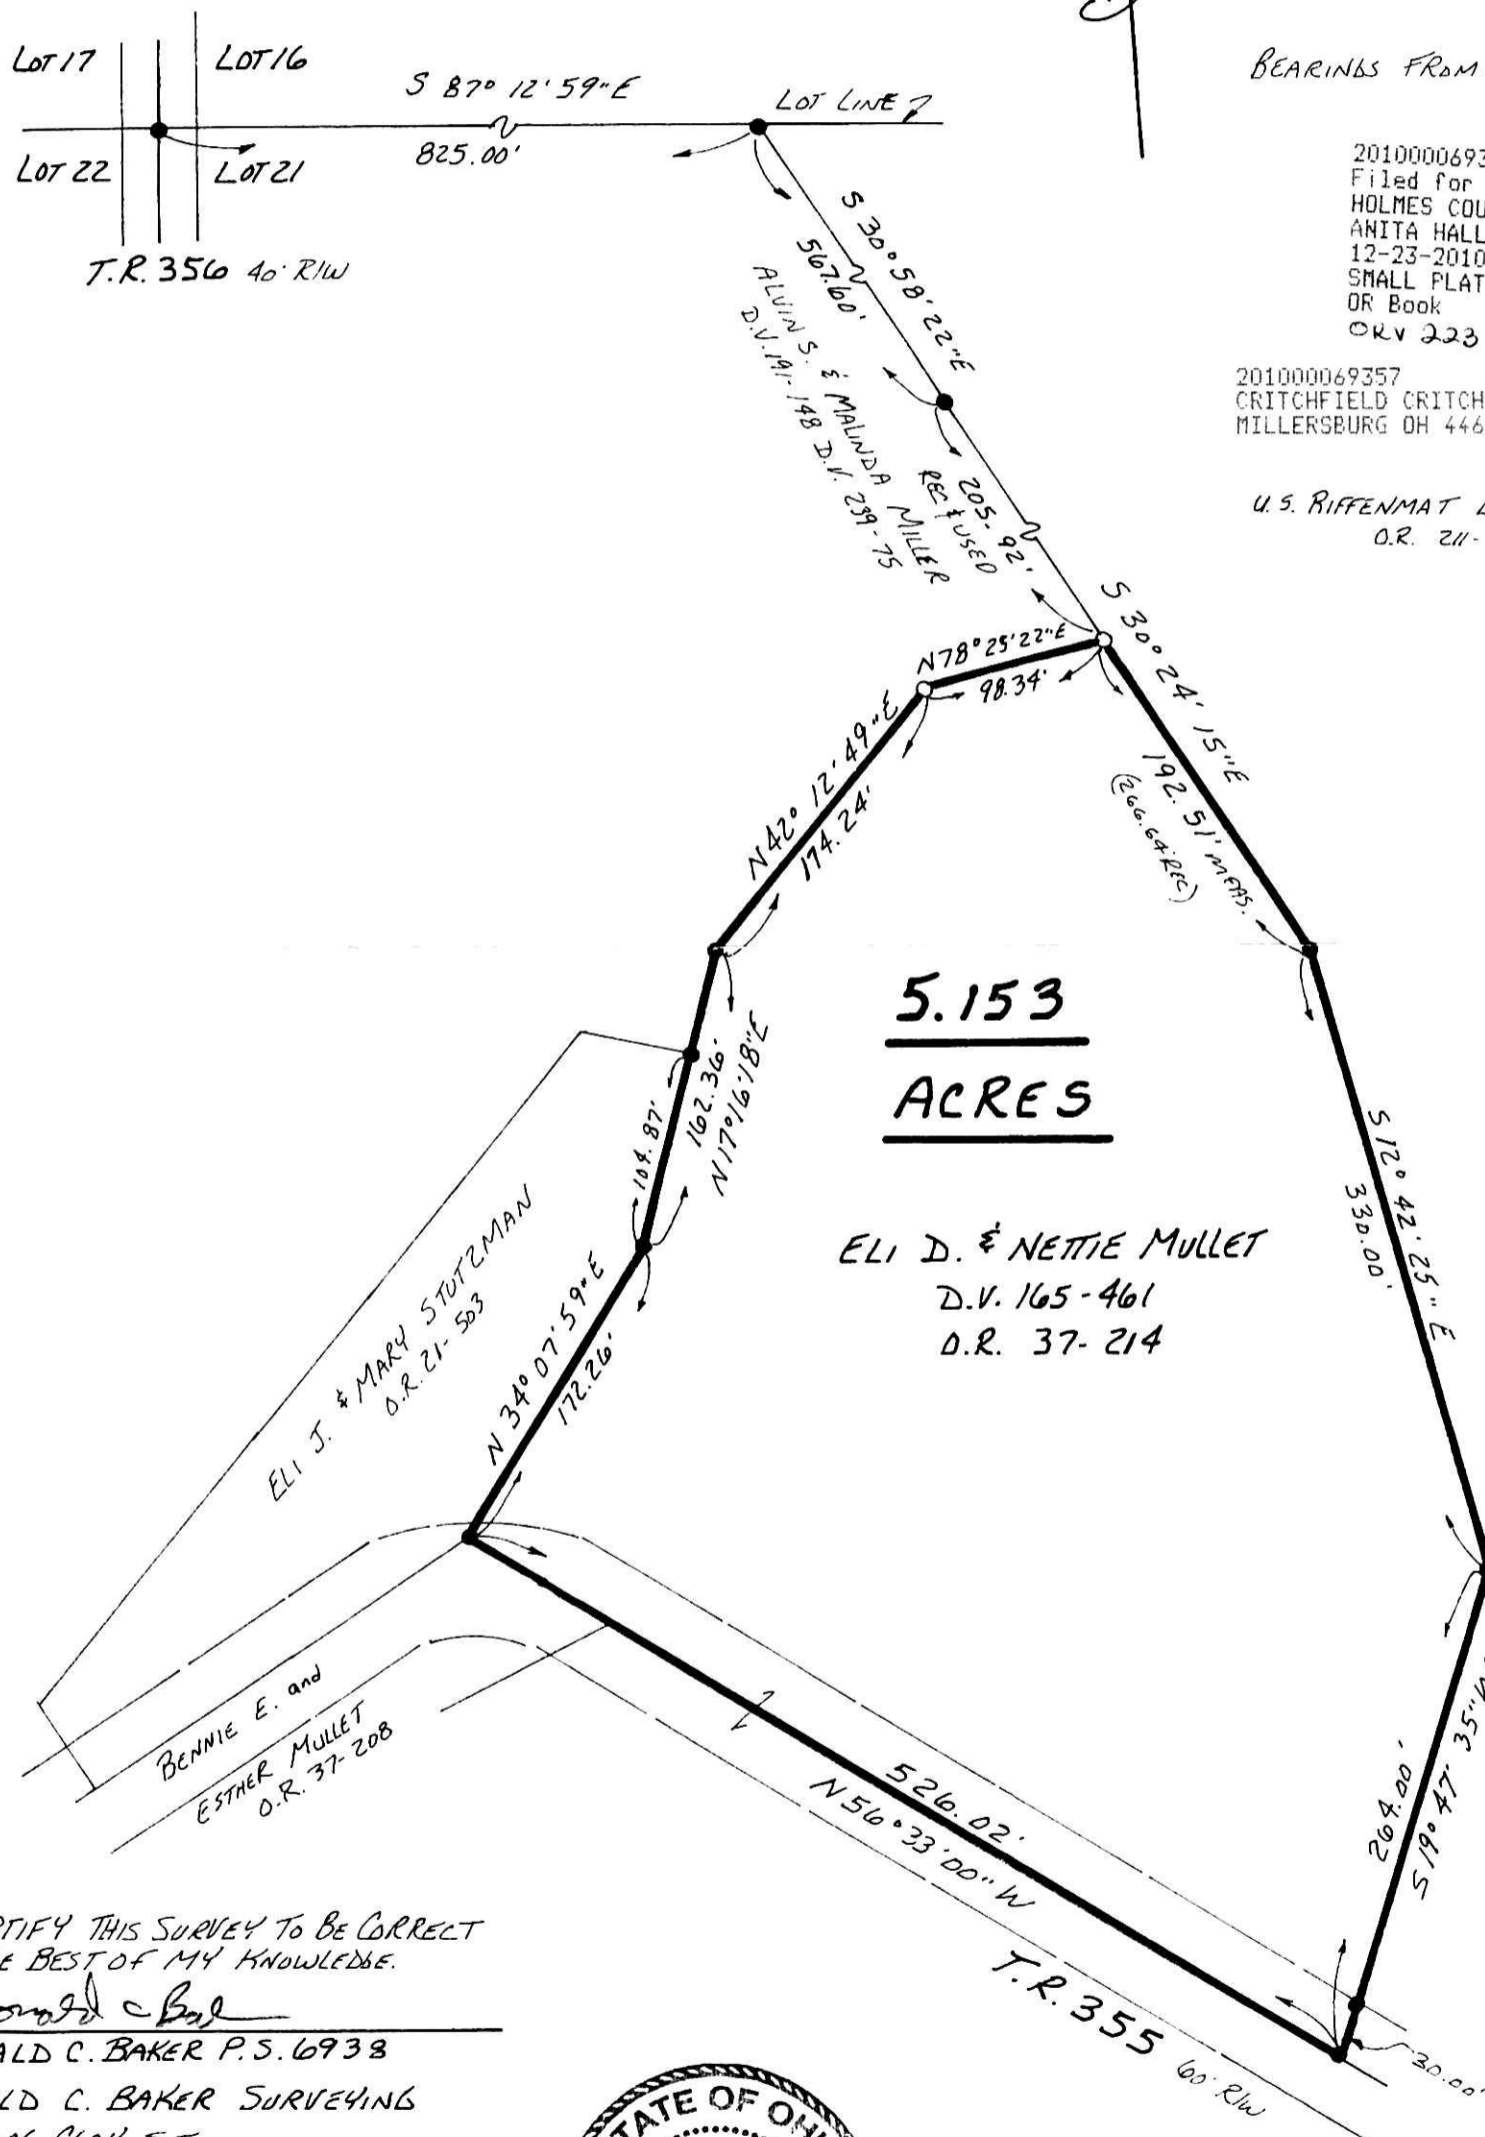 LOT 17
LOT 16
S 87° 12' 59" E
LOT LINE
BEARINGS FROM
825.00'
LOT 22
LOT 21
T.R. 356 40' R/W
Filed for
HOLMES COU
ANITA HALL
12-23-2010
SMALL PLAT
OR Book
ORV 223
201000069357
CRITCHFIELD CRITCH
MILLERSBURG OH 446
U.S. RIFFENMAT
O.R. 211-
S 30° 58' 22" E
567.60'
ALVIN S. & MALINDA MILLER
D.V. 191-148 D.V. 239-75
205.92'
REC & USED
S 30° 24' 15" E
192.51' MEAS.
(266.64' REC)
N 78° 25' 22" E
98.34'
N 42° 12' 49" E
174.24'
5.153
ACRES
104.87'
162.36'
N 17° 16' 18" E
S 12° 42' 25" E
330.00'
ELI D. & NETTIE MULLET
D.V. 165-461
O.R. 37-214
ELI J. & MARY STUTZMAN
O.R. 21-503
N 34° 07' 59" E
172.26'
BENNIE E. and
ESTHER MULLET
O.R. 37-208
526.02'
N 56° 33' 00" W
264.00'
S 19° 47' 35" W
T.R. 355 60' R/W
30.00'
TIFY THIS SURVEY TO BE CORRECT
E BEST OF MY KNOWLEDGE.
ALD C. BAKER P.S. 6938
LD C. BAKER SURVEYING
TATE OF OH